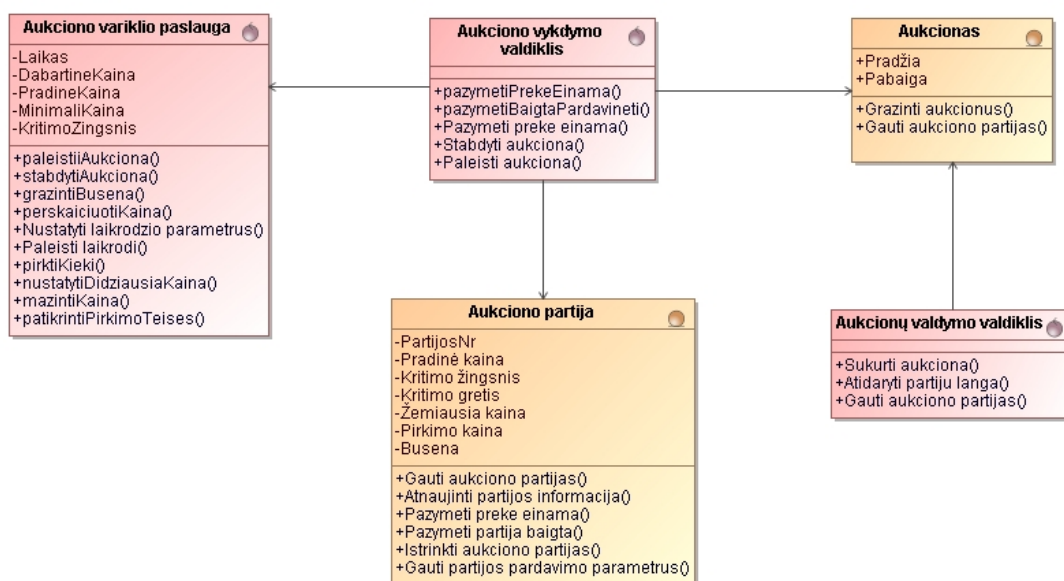 Aukciono variklio paslauga
-Laikas
-DabartineKaina
-PradineKaina
-MinimaliKaina
-KritimoZingsnis
+paleistiiAukciona()
+stabdytiAukciona()
+grazintiBusena()
+perskaiciuotiKaina()
+Nustatyti laikrodzio parametrus()
+Paleisti laikrodi()
+pirktiKieki()
+nustatytiDidziausiaKaina()
+mazintiKaina()
+patikrintiPirkimoTeises()
Aukciono vykdymo
valdiklis
+pazymetiPrekeEinama()
+pazymetiBaigtaPardavineti()
+Pazymeti preke einama()
+Stabdyti aukciona()
+Paleisti aukciona()
Aukcionas
+Pradžia
+Pabaiga
+Grazinti aukcionus()
+Gauti aukciono partijas()
Aukciono partija
-PartijosNr
-Pradinė kaina
-Kritimo žingsnis
-Kritimo gretis
-Žemiausia kaina
-Pirkimo kaina
-Busena
+Gauti aukciono partijas()
+Atnaujinti partijos informacija()
+Pazymeti preke einama()
+Pazymeti partija baigta()
+Istrinkti aukciono partijas()
+Gauti partijos pardavimo parametrus()
Aukcionų valdymo valdiklis
+Sukurti aukciona()
+Atidaryti partiju langa()
+Gauti aukciono partijas()